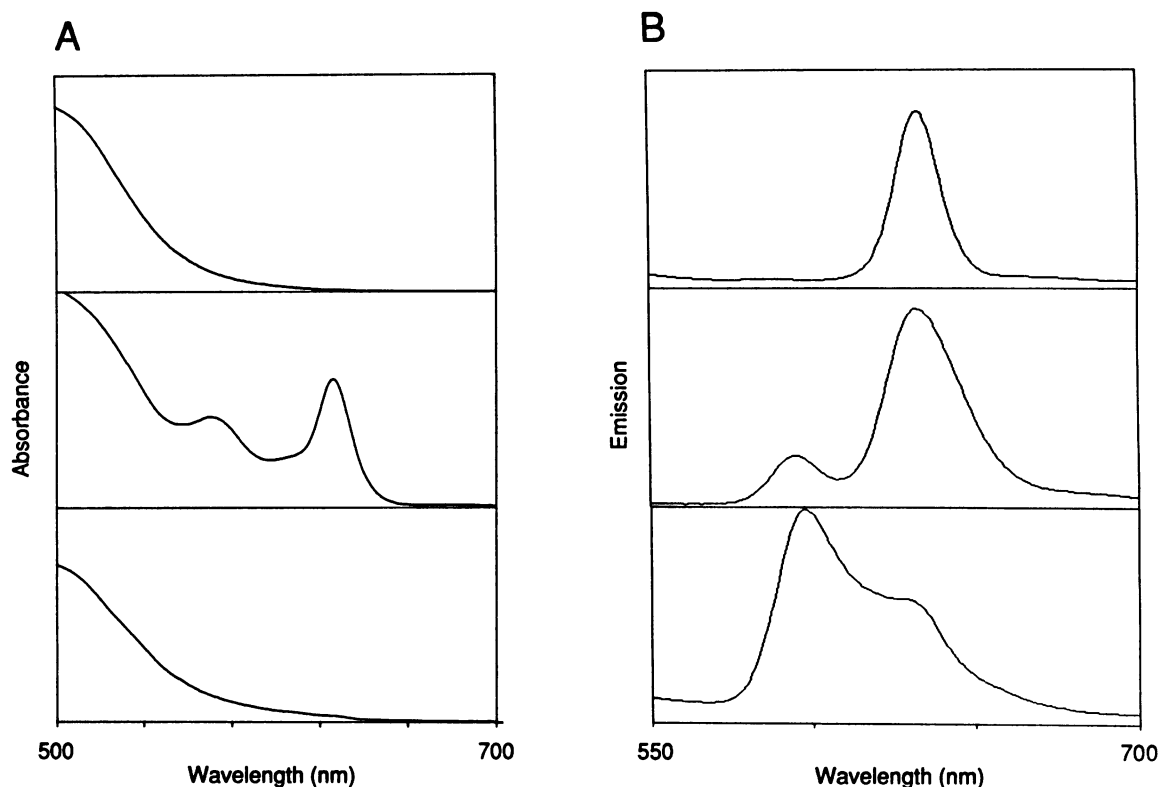 A
B
Absorbance
Emission
500
700
550
700
Wavelength (nm)
Wavelength (nm)